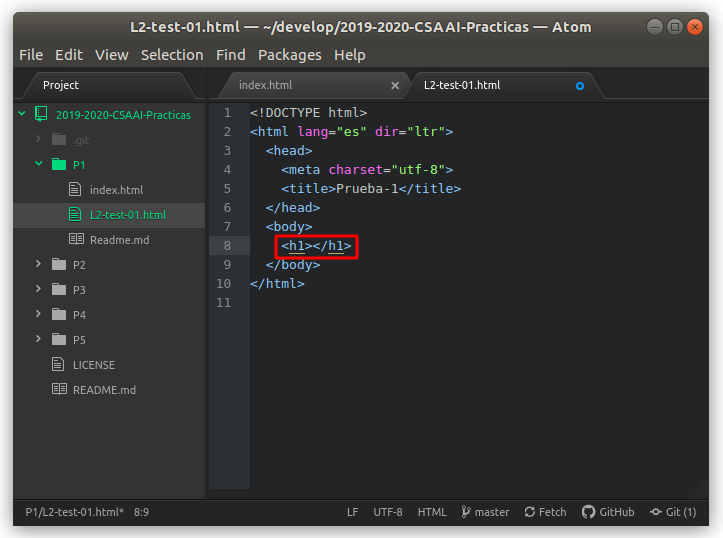 L2-test-01.html — ~/develop/2019-2020-CSAAI-Practicas — Atom
File Edit View Selection Find Packages Help
Project
index.html
L2-test-01.html
2019-2020-CSAAI-Practicas
.git
P1
index.html
L2-test-01.html
Readme.md
P2
P3
P4
P5
LICENSE
README.md
1 <!DOCTYPE html>
2 <html lang="es" dir="ltr">
3 <head>
4 <meta charset="utf-8">
5 <title>Prueba-1</title>
6 </head>
7 <body>
8 <h1></h1>
9 </body>
10 </html>
11
P1/L2-test-01.html* 8:9 LF UTF-8 HTML master Fetch GitHub Git (1)